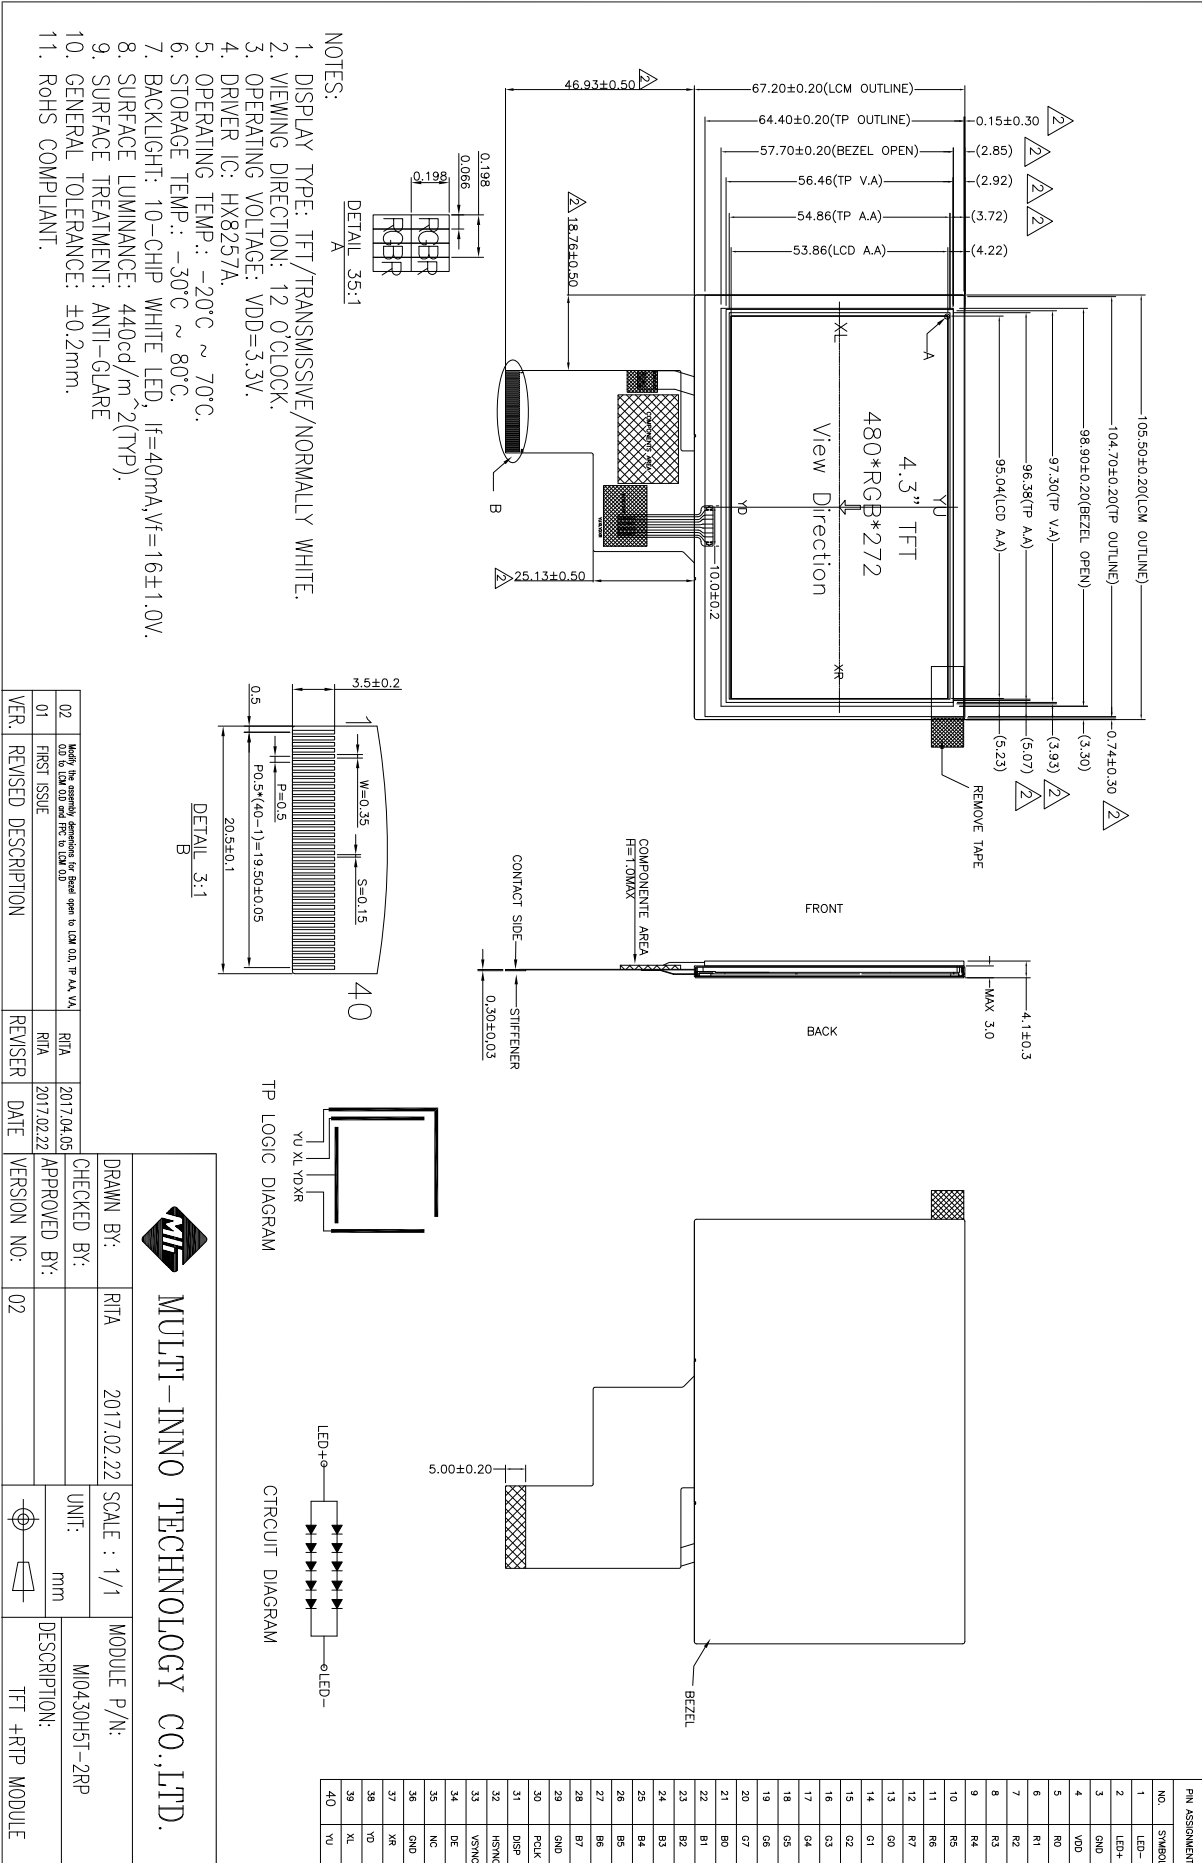 105.50±0.20(LCM OUTLINE)
104.70±0.20(TP OUTLINE)
0.74±0.30
2
98.90±0.20(BEZEL OPEN)
(3.30)
97.30(TP V.A)
(3.93)
2
96.38(TP A.A)
(5.07)
2
95.04(LCD A.A)
(5.23)
67.20±0.20(LCM OUTLINE)
46.93±0.50
2
64.40±0.20(TP OUTLINE)
0.15±0.30
2
57.70±0.20(BEZEL OPEN)
(2.85)
2
56.46(TP V.A)
(2.92)
2
54.86(TP A.A)
(3.72)
2
53.86(LCD A.A)
(4.22)
2
18.76±0.50
A
YU
XL
XR
YD
4.3" TFT
480*RGB*272
View Direction
REMOVE TAPE
COMPONENTS AREA
10.0±0.2
2
25.13±0.50
B
FRONT
BACK
4.1±0.3
MAX 3.0
COMPONENTE AREA
H=1.0MAX
CONTACT SIDE
STIFFENER
0,30±0,03
5.00±0.20
BEZEL
0.198
0.066
0.198
RGBR
RGBR
DETAIL 35:1
A
3.5±0.2
0.5
1
40
W=0.35
S=0.15
P=0.5
P0.5*(40-1)=19.50±0.05
20.5±0.1
DETAIL 3:1
B
YU XL YDXR
TP LOGIC DIAGRAM
LED+
LED-
CTRCUIT DIAGRAM
NOTES:
1. DISPLAY TYPE: TFT/TRANSMISSIVE/NORMALLY WHITE.
2. VIEWING DIRECTION: 12 O'CLOCK.
3. OPERATING VOLTAGE: VDD=3.3V.
4. DRIVER IC: HX8257A.
5. OPERATING TEMP.: -20°C ~ 70°C.
6. STORAGE TEMP.: -30°C ~ 80°C.
7. BACKLIGHT: 10-CHIP WHITE LED, If=40mA,Vf=16±1.0V.
8. SURFACE LUMINANCE: 440cd/m^2(TYP).
9. SURFACE TREATMENT: ANTI-GLARE
10. GENERAL TOLERANCE: ±0.2mm.
11. RoHS COMPLIANT.
PIN ASSIGNMENT
NO. SYMBOL
1 LED-
2 LED+
3 GND
4 VDD
5 R0
6 R1
7 R2
8 R3
9 R4
10 R5
11 R6
12 R7
13 G0
14 G1
15 G2
16 G3
17 G4
18 G5
19 G6
20 G7
21 B0
22 B1
23 B2
24 B3
25 B4
26 B5
27 B6
28 B7
29 GND
30 PCLK
31 DISP
32 HSYNC
33 VSYNC
34 DE
35 NC
36 GND
37 XR
38 YD
39 XL
40 YU
02 Modify the assembly demenions for Bezel open to LCM O.D, TP A.A, V.A, O.D to LCM O.D and FPC to LCM O.D RITA 2017.04.05
01 FIRST ISSUE RITA 2017.02.22
VER. REVISED DESCRIPTION REVISER DATE
MULTI-INNO TECHNOLOGY CO.,LTD.
DRAWN BY: RITA 2017.02.22
CHECKED BY:
APPROVED BY:
VERSION NO: 02
SCALE : 1/1
UNIT: mm
MODULE P/N:
MI0430H5T-2RP
DESCRIPTION:
TFT +RTP MODULE